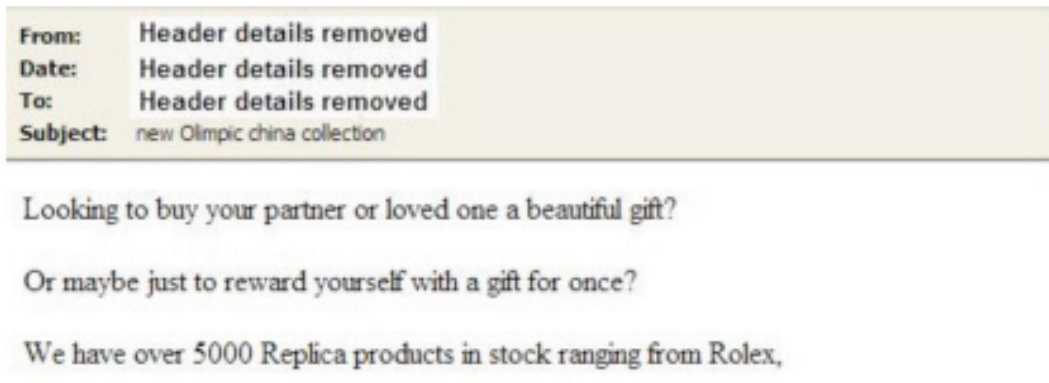 From: Header details removed
Date: Header details removed
To: Header details removed
Subject: new Olimpic china collection
Looking to buy your partner or loved one a beautiful gift?
Or maybe just to reward yourself with a gift for once?
We have over 5000 Replica products in stock ranging from Rolex,